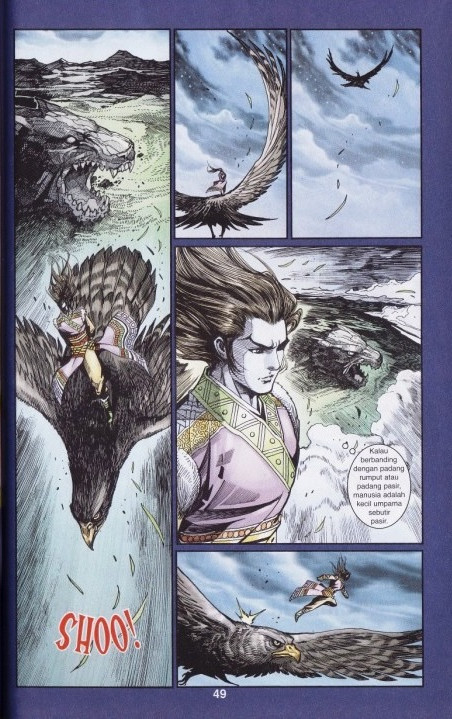 SHOO!
Kalau
berbanding
dengan padang
rumput atau
padang pasir,
manusia adalah
kecil umpama
sebutir
pasir.
49